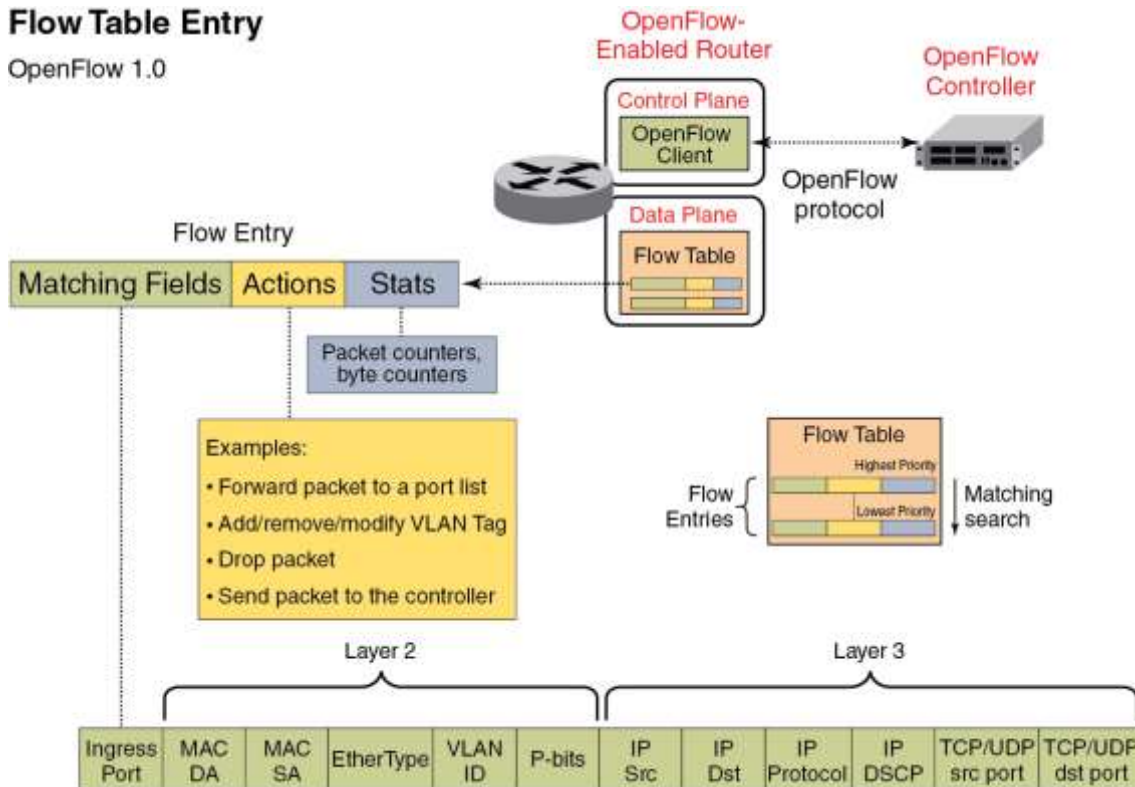 Flow Table Entry
OpenFlow 1.0
OpenFlow-
Enabled Router
OpenFlow
Controller
Control Plane
OpenFlow
Client
OpenFlow
protocol
Data Plane
Flow Table
Flow Entry
Matching Fields
Actions
Stats
Packet counters,
byte counters
Examples:
• Forward packet to a port list
• Add/remove/modify VLAN Tag
• Drop packet
• Send packet to the controller
Flow Table
Highest Priority
Lowest Priority
Flow
Entries
Matching
search
Layer 2
Layer 3
Ingress
Port
MAC
DA
MAC
SA
EtherType
VLAN
ID
P-bits
IP
Src
IP
Dst
IP
Protocol
IP
DSCP
TCP/UDP
src port
TCP/UDP
dst port